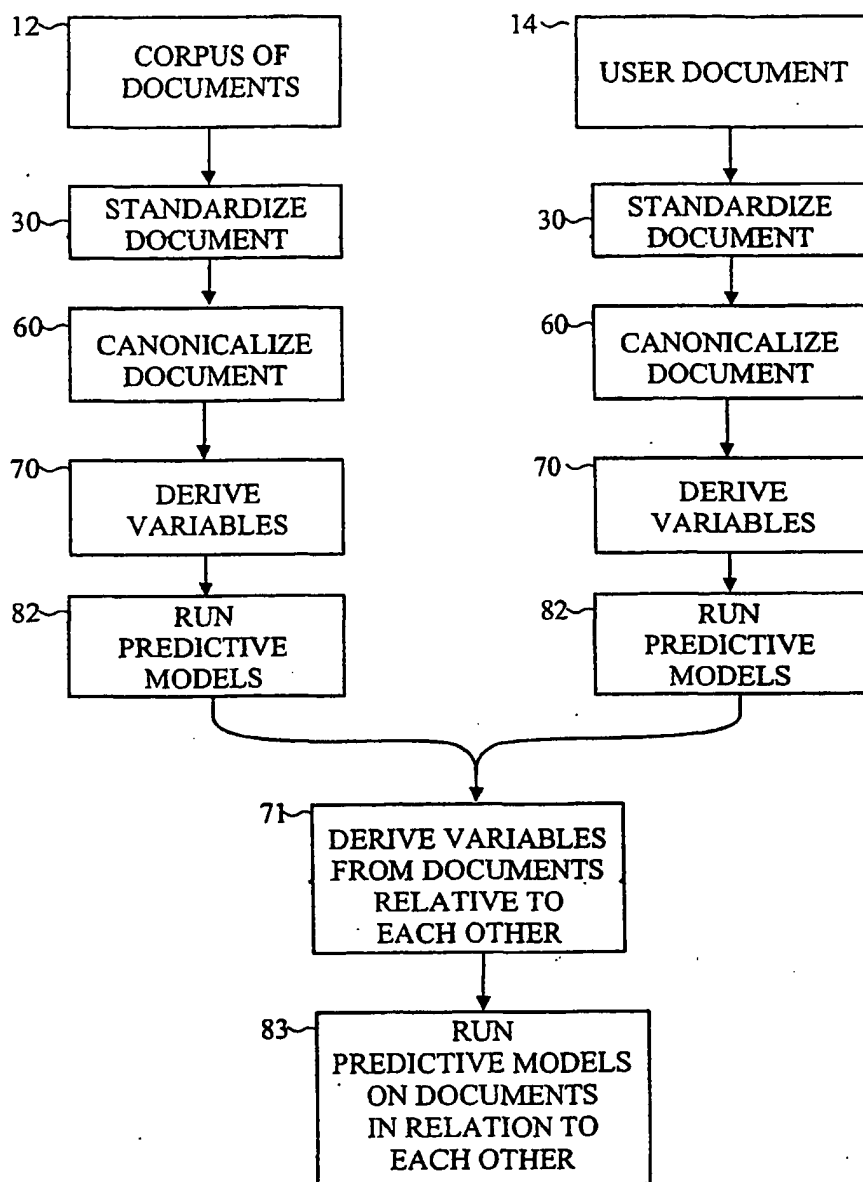 12
CORPUS OF
DOCUMENTS
14
USER DOCUMENT
30
STANDARDIZE
DOCUMENT
30
STANDARDIZE
DOCUMENT
60
CANONICALIZE
DOCUMENT
60
CANONICALIZE
DOCUMENT
70
DERIVE
VARIABLES
70
DERIVE
VARIABLES
82
RUN
PREDICTIVE
MODELS
82
RUN
PREDICTIVE
MODELS
71
DERIVE VARIABLES
FROM DOCUMENTS
RELATIVE TO
EACH OTHER
83
RUN
PREDICTIVE MODELS
ON DOCUMENTS
IN RELATION TO
EACH OTHER